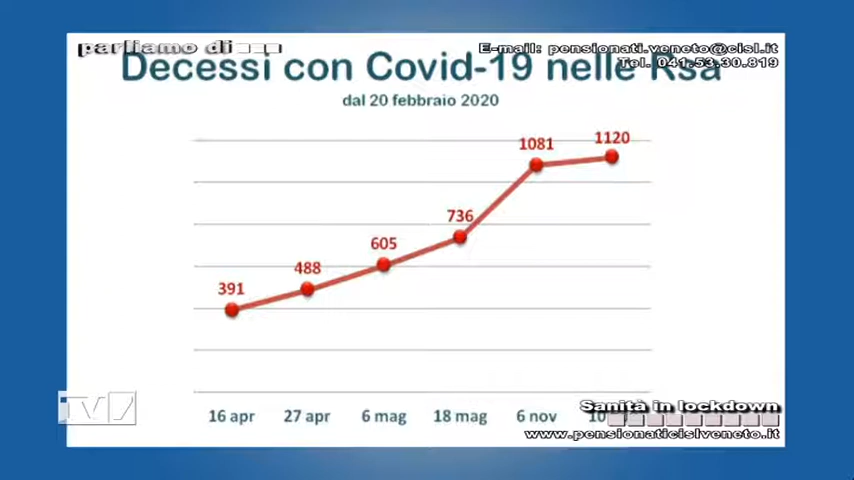 parliamo di
E-mail: pensionati.veneto@cisl.it
Tel. 041.53.30.819
Decessi con Covid-19 nelle Rsa
dal 20 febbraio 2020
1120
1081
736
605
488
391
16 apr
27 apr
6 mag
18 mag
6 nov
10
TV7
Sanità in lockdown
www.pensionaticislveneto.it